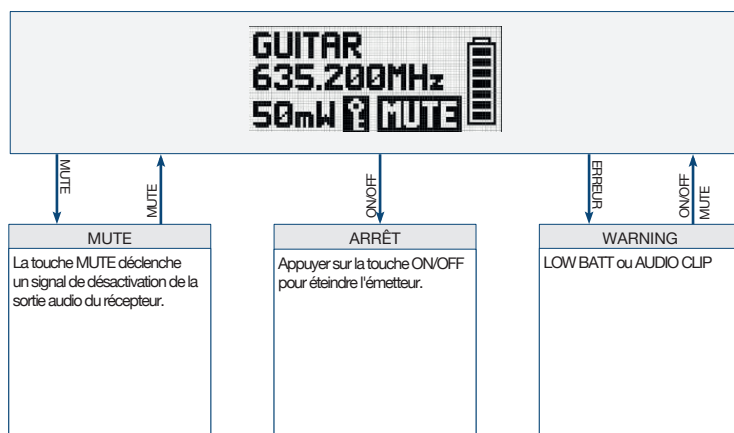 GUITAR
635.200MHz
50mW MUTE
MUTE
MUTE
ON/OFF
ERREUR
ON/OFF
MUTE
MUTE
La touche MUTE déclenche
un signal de désactivation de la
sortie audio du récepteur.
ARRÊT
Appuyer sur la touche ON/OFF
pour éteindre l'émetteur.
WARNING
LOW BATT ou AUDIO CLIP